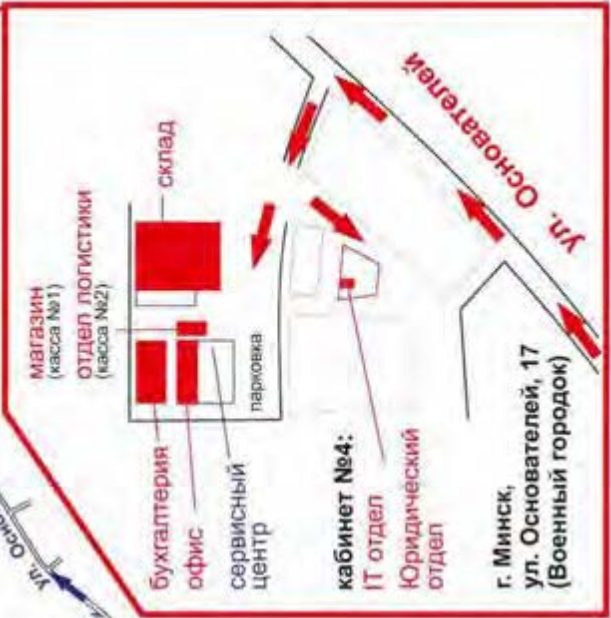 магазин
(касса №1)
отдел логистики
(касса №2)
склад
бухгалтерия
офис
сервисный
центр
парковка
кабинет №4:
IT отдел
Юридический
отдел
г. Минск,
ул. Основателей, 17
(Военный городок)
ул. Основателей
ул. Осно